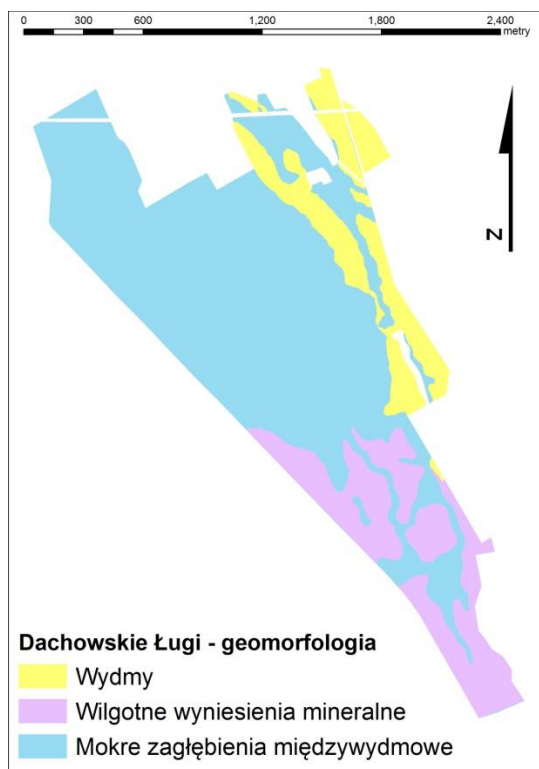 0 300 600 1,200 1,800 2,400
metry
N
Dachowskie Ługi - geomorfologia
Wydmy
Wilgotne wyniesienia mineralne
Mokre zagłębienia międzywydmowe